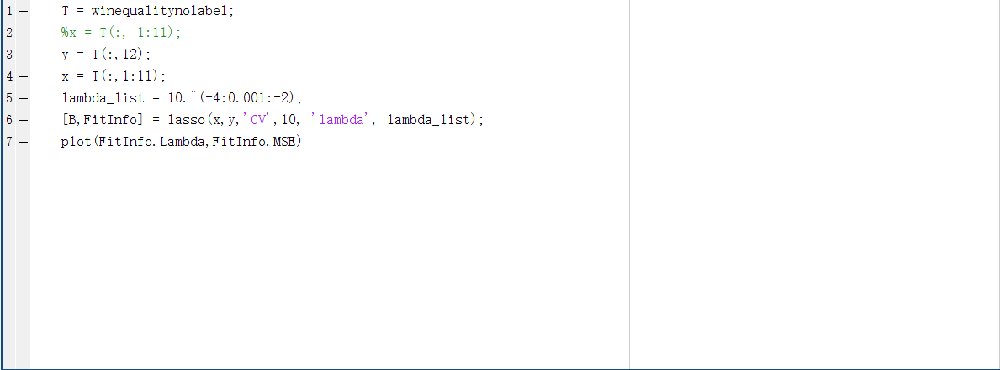 1 – T = winequalitynolabel;
2 %x = T(:, 1:11);
3 – y = T(:,12);
4 – x = T(:,1:11);
5 – lambda_list = 10.^(-4:0.001:-2);
6 – [B,FitInfo] = lasso(x,y,'CV',10, 'lambda', lambda_list);
7 – plot(FitInfo.Lambda,FitInfo.MSE)